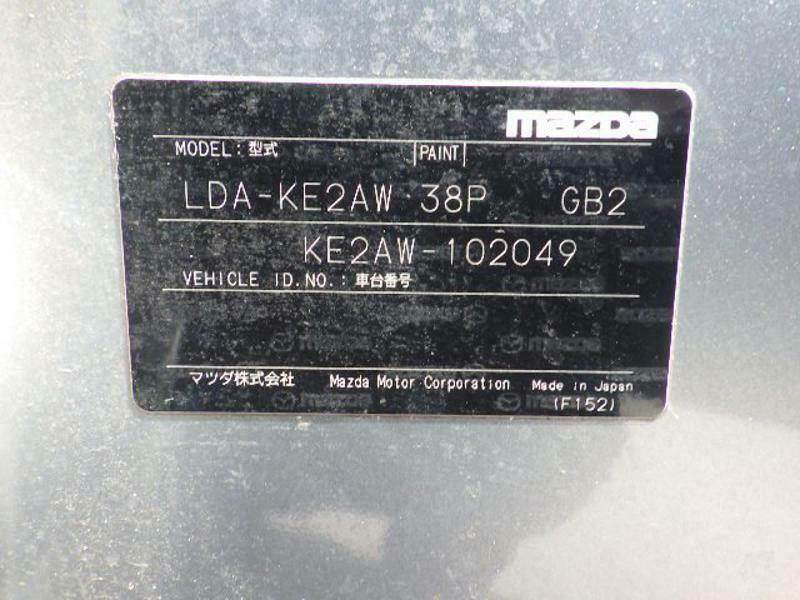 mazda
MODEL : 型式 PAINT
LDA-KE2AW·38P GB2
KE2AW-102049
VEHICLE ID.NO.: 車台番号
マツダ株式会社 Mazda Motor Corporation Made in Japan
(F152)